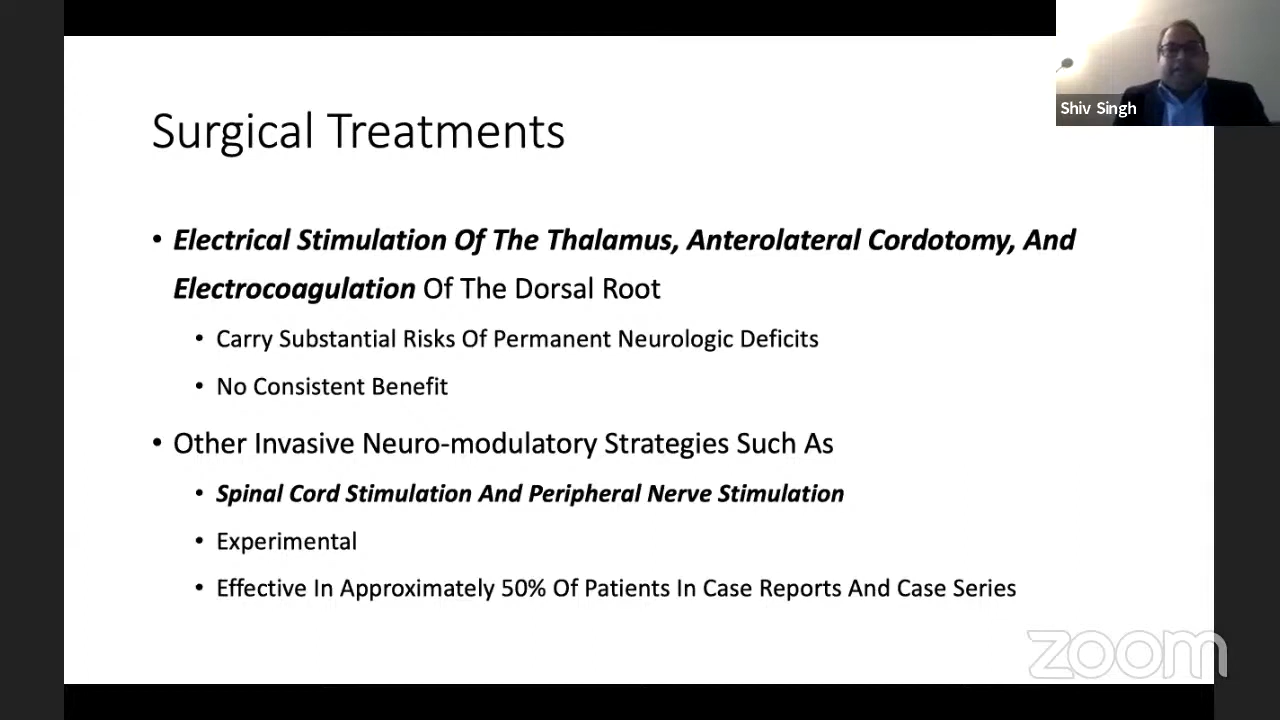 Shiv Singh
Surgical Treatments
• Electrical Stimulation Of The Thalamus, Anterolateral Cordotomy, And
Electrocoagulation Of The Dorsal Root
• Carry Substantial Risks Of Permanent Neurologic Deficits
• No Consistent Benefit
• Other Invasive Neuro-modulatory Strategies Such As
• Spinal Cord Stimulation And Peripheral Nerve Stimulation
• Experimental
• Effective In Approximately 50% Of Patients In Case Reports And Case Series
zoom